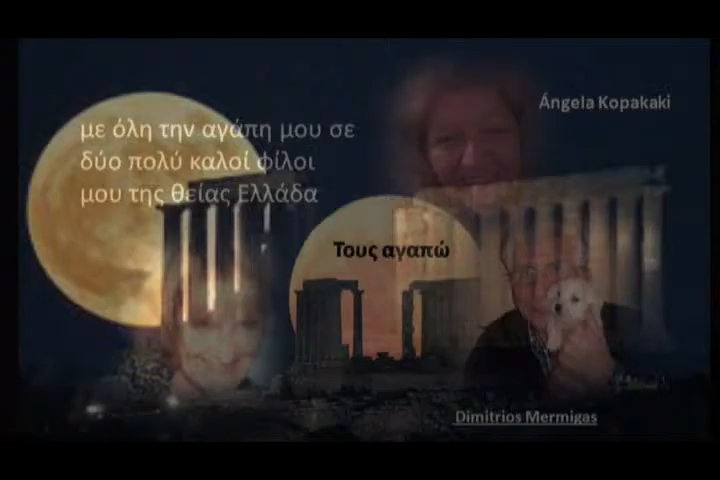 Ángela Kopakaki
με όλη την αγάπη μου σε
δύο πολύ καλοί φίλοι
μου της θείας Ελλάδα
Τους αγαπώ
Dimitrios Mermigas